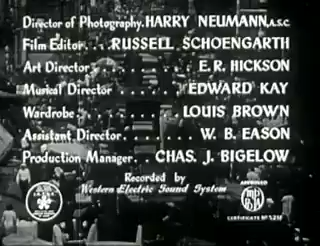 Director of Photography. HARRY NEUMANN, A.S.C.
Film Editor . . . RUSSELL SCHOENGARTH
Art Director . . . . . . . . . E. R. HICKSON
Musical Director . . . . . . EDWARD KAY
Wardrobe . . . . . . . . . LOUIS BROWN
Assistant Director . . . . . . . W. B. EASON
Production Manager . . CHAS. J. BIGELOW
Recorded by
Western Electric Sound System
APPROVED
CERTIFICATE Nº